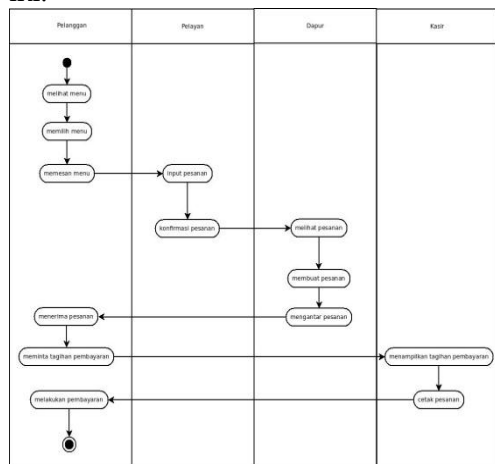 Pelanggan Pelayan Dapur Kasir
melihat menu
memilih menu
memesan menu input pesanan
konfirmasi pesanan melihat pesanan
membuat pesanan
menerima pesanan mengantar pesanan
meminta tagihan pembayaran menampilkan tagihan pembayaran
melakukan pembayaran cetak pesanan